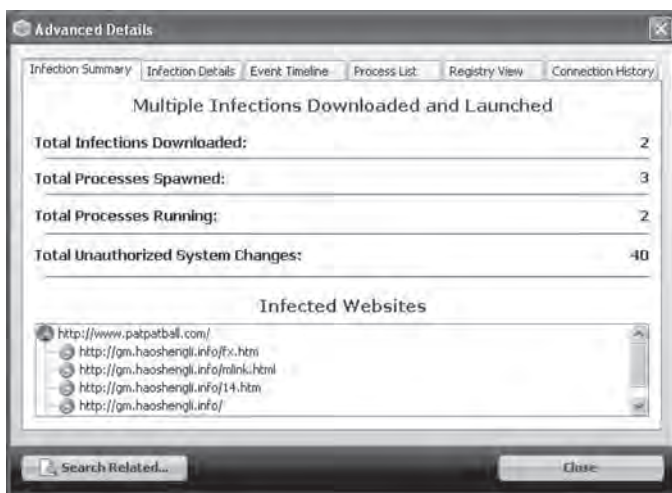 Advanced Details
Infection Summary Infection Details Event Timeline Process List Registry View Connection History
Multiple Infections Downloaded and Launched
Total Infections Downloaded: 2
Total Processes Spawned: 3
Total Processes Running: 2
Total Unauthorized System Changes: 40
Infected Websites
http://www.patpatball.com/
http://gm.haoshengli.info/fx.htm
http://gm.haoshengli.info/mlink.html
http://gm.haoshengli.info/14.htm
http://gm.haoshengli.info/
Search Related... Close